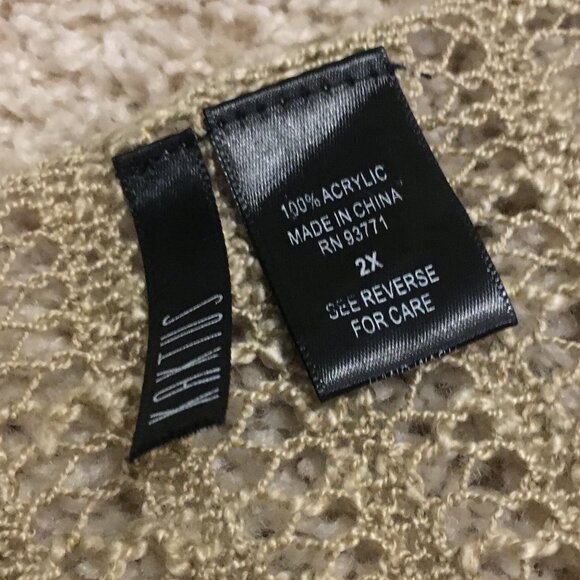 KAKTUS
100% ACRYLIC
MADE IN CHINA
RN 93771
2X
SEE REVERSE
FOR CARE